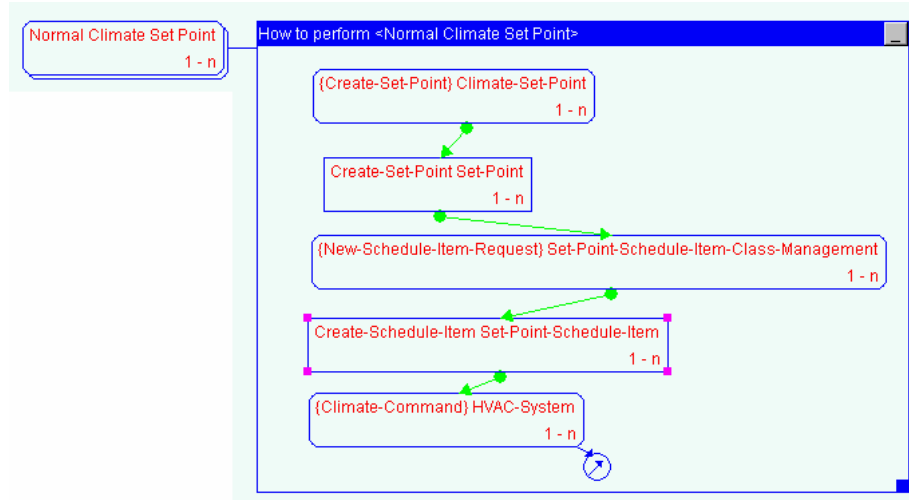 Normal Climate Set Point
1 - n
How to perform <Normal Climate Set Point>
{Create-Set-Point} Climate-Set-Point
1 - n
Create-Set-Point Set-Point
1 - n
{New-Schedule-Item-Request} Set-Point-Schedule-Item-Class-Management
1 - n
Create-Schedule-Item Set-Point-Schedule-Item
1 - n
{Climate-Command} HVAC-System
1 - n